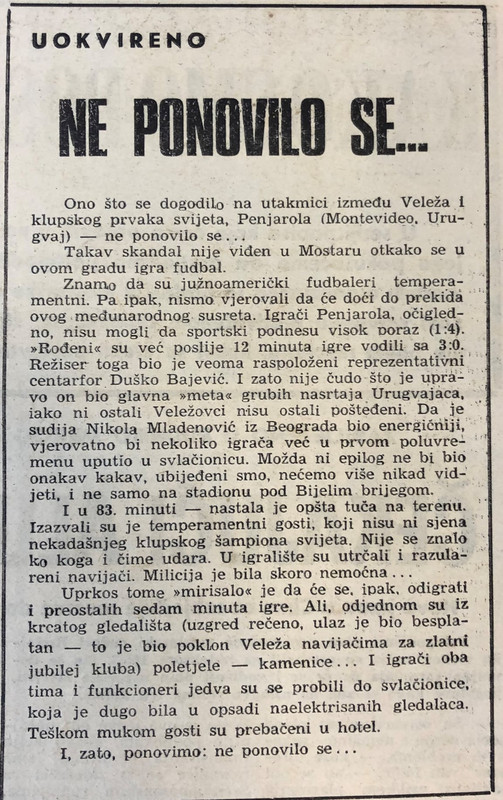 UOKVIRENO
NE PONOVILO SE...
Ono što se dogodilo na utakmici između Veleža i
klupskog prvaka svijeta, Penjarola (Montevideo, Uru-
gvaj) — ne ponovilo se...
Takav skandal nije viđen u Mostaru otkako se u
ovom gradu igra fudbal.
Znamo da su južnoamerički fudbaleri tempera-
mentni. Pa ipak, nismo vjerovali da će doći do prekida
ovog međunarodnog susreta. Igrači Penjarola, očigled-
no, nisu mogli da sportski podnesu visok poraz (1:4).
»Rođeni« su već poslije 12 minuta igre vodili sa 3:0.
Režiser toga bio je veoma raspoloženi reprezentativni
centarfor Duško Bajević. I zato nije čudo što je upra-
vo on bio glavna »meta« grubih nasrtaja Urugvajaca,
iako ni ostali Veležovci nisu ostali pošteđeni. Da je
sudija Nikola Mladenović iz Beograda bio energičniji,
vjerovatno bi nekoliko igrača već u prvom poluvre-
menu uputio u svlačionicu. Možda ni epilog ne bi bio
onakav kakav, ubijeđeni smo, nećemo više nikad vid-
jeti, i ne samo na stadionu pod Bijelim brijegom.
I u 83. minuti — nastala je opšta tuča na terenu.
Izazvali su je temperamentni gosti, koji nisu ni sjena
nekadašnjeg klupskog šampiona svijeta. Nije se znalo
ko koga i čime udara. U igralište su utrčali i razula-
reni navijači. Milicija je bila skoro nemoćna...
Uprkos tome »mirisalo« je da će se, ipak, odigrati
i preostalih sedam minuta igre. Ali, odjednom su iz
krcatog gledališta (uzgred rečeno, ulaz je bio bespla-
tan — to je bio poklon Veleža navijačima za zlatni
jubilej kluba) poletjele — kamenice... I igrači oba
tima i funkcioneri jedva su se probili do svlačionice,
koja je dugo bila u opsadi naelektrisanih gledalaca.
Teškom mukom gosti su prebačeni u hotel.
I, zato, ponovimo: ne ponovilo se...